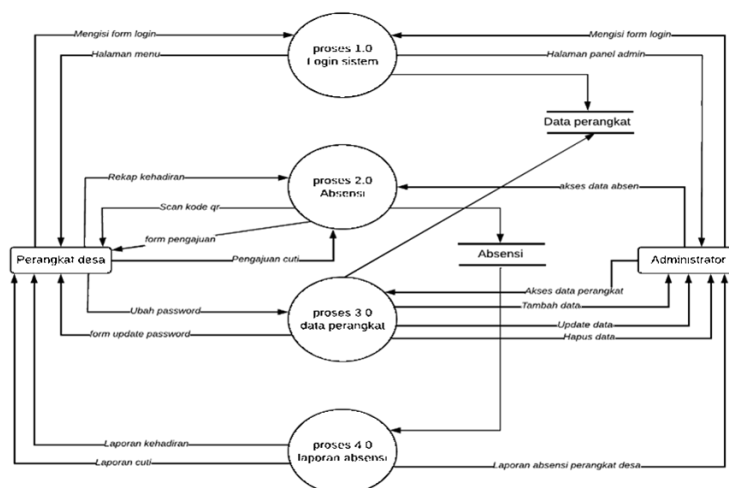 Mengisi form login
Mengisi form login
proses 1.0
Login sistem
Halaman menu
Halaman panel admin
Data perangkat
Rekap kehadiran
proses 2.0
Absensi
akses data absen
Scan kode qr
form pengajuan
Perangkat desa
Pengajuan cuti
Absensi
Administrator
Akses data perangkat
Ubah password
proses 3 0
data perangkat
Tambah data
form update password
Update data
Hapus data
Laporan kehadiran
proses 4 0
laporan absensi
Laporan cuti
Laporan absensi perangkat desa